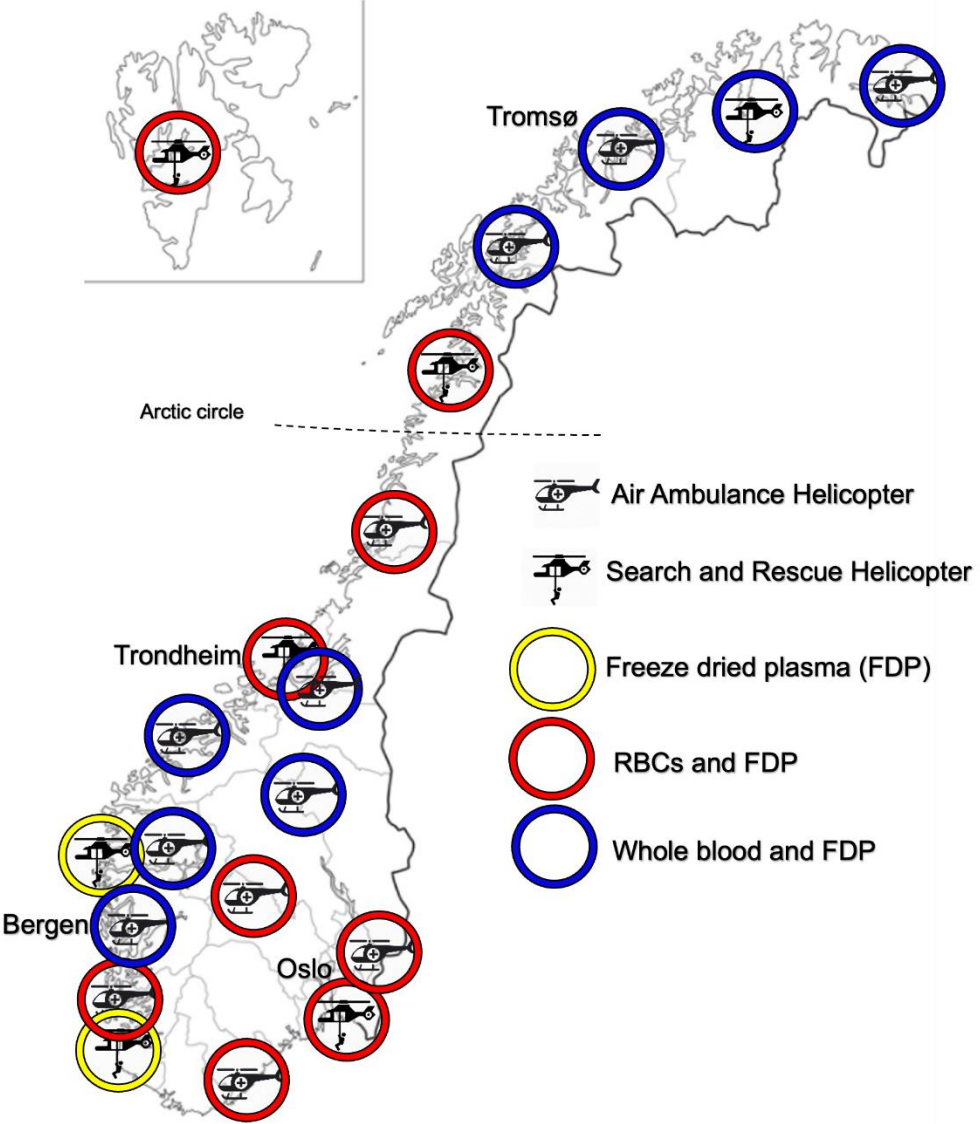 Tromsø
Arctic circle
Air Ambulance Helicopter
Search and Rescue Helicopter
Trondheim
Freeze dried plasma (FDP)
RBCs and FDP
Whole blood and FDP
Bergen
Oslo